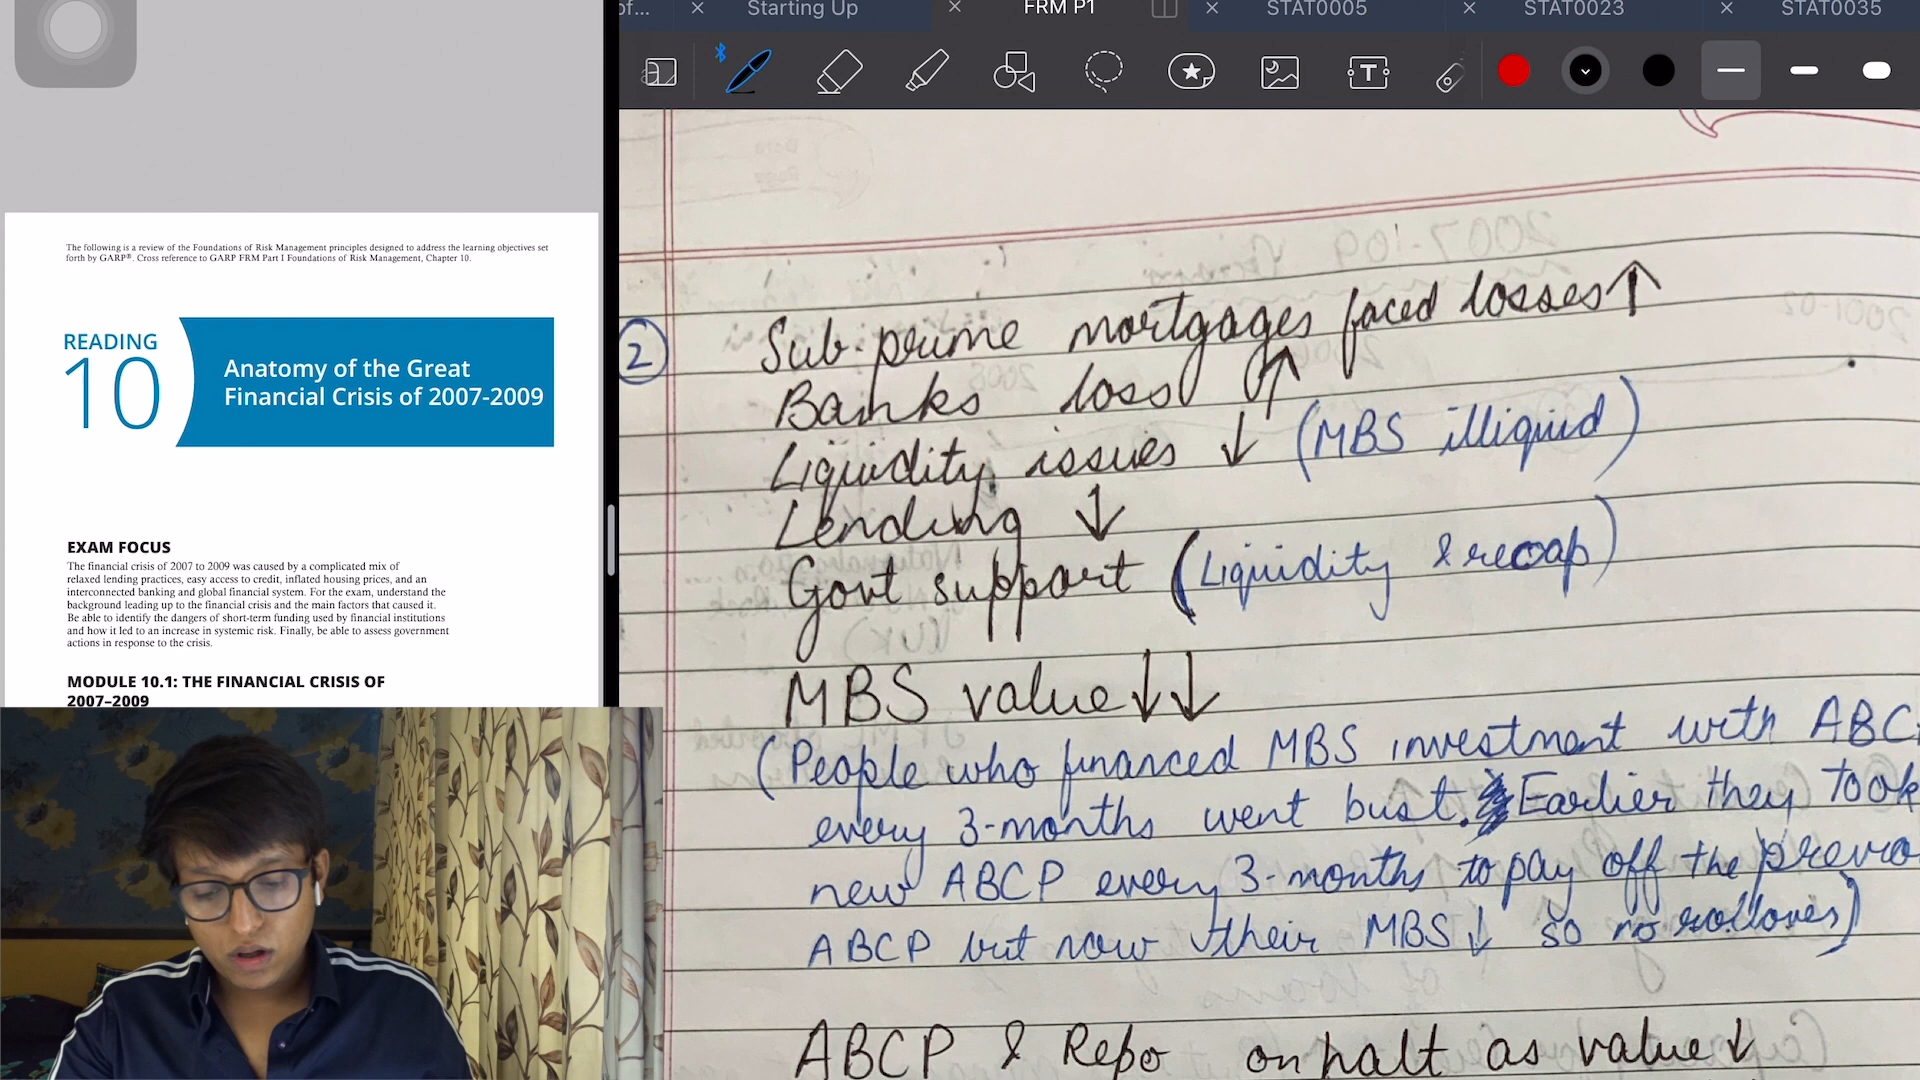 of...
Starting Up
FRM P1
STAT0005
STAT0023
STAT0035
The following is a review of the Foundations of Risk Management principles designed to address the learning objectives set
forth by GARP®. Cross reference to GARP FRM Part I Foundations of Risk Management, Chapter 10.
READING
10
Anatomy of the Great
Financial Crisis of 2007-2009
EXAM FOCUS
The financial crisis of 2007 to 2009 was caused by a complicated mix of
relaxed lending practices, easy access to credit, inflated housing prices, and an
interconnected banking and global financial system. For the exam, understand the
background leading up to the financial crisis and the main factors that caused it.
Be able to identify the dangers of short-term funding used by financial institutions
and how it led to an increase in systemic risk. Finally, be able to assess government
actions in response to the crisis.
MODULE 10.1: THE FINANCIAL CRISIS OF
2007–2009
2 Sub-prime mortgages faced losses ↑
Banks loss ↑
Liquidity issues ↓ (MBS illiquid)
Lending ↓
Govt support (Liquidity & recap)
MBS value ↓↓
(People who financed MBS investment with ABC
every 3-months went bust. Earlier they took
new ABCP every 3-months to pay off the previo
ABCP but now their MBS ↓ so no rollover)
ABCP & Repo on halt as value ↓